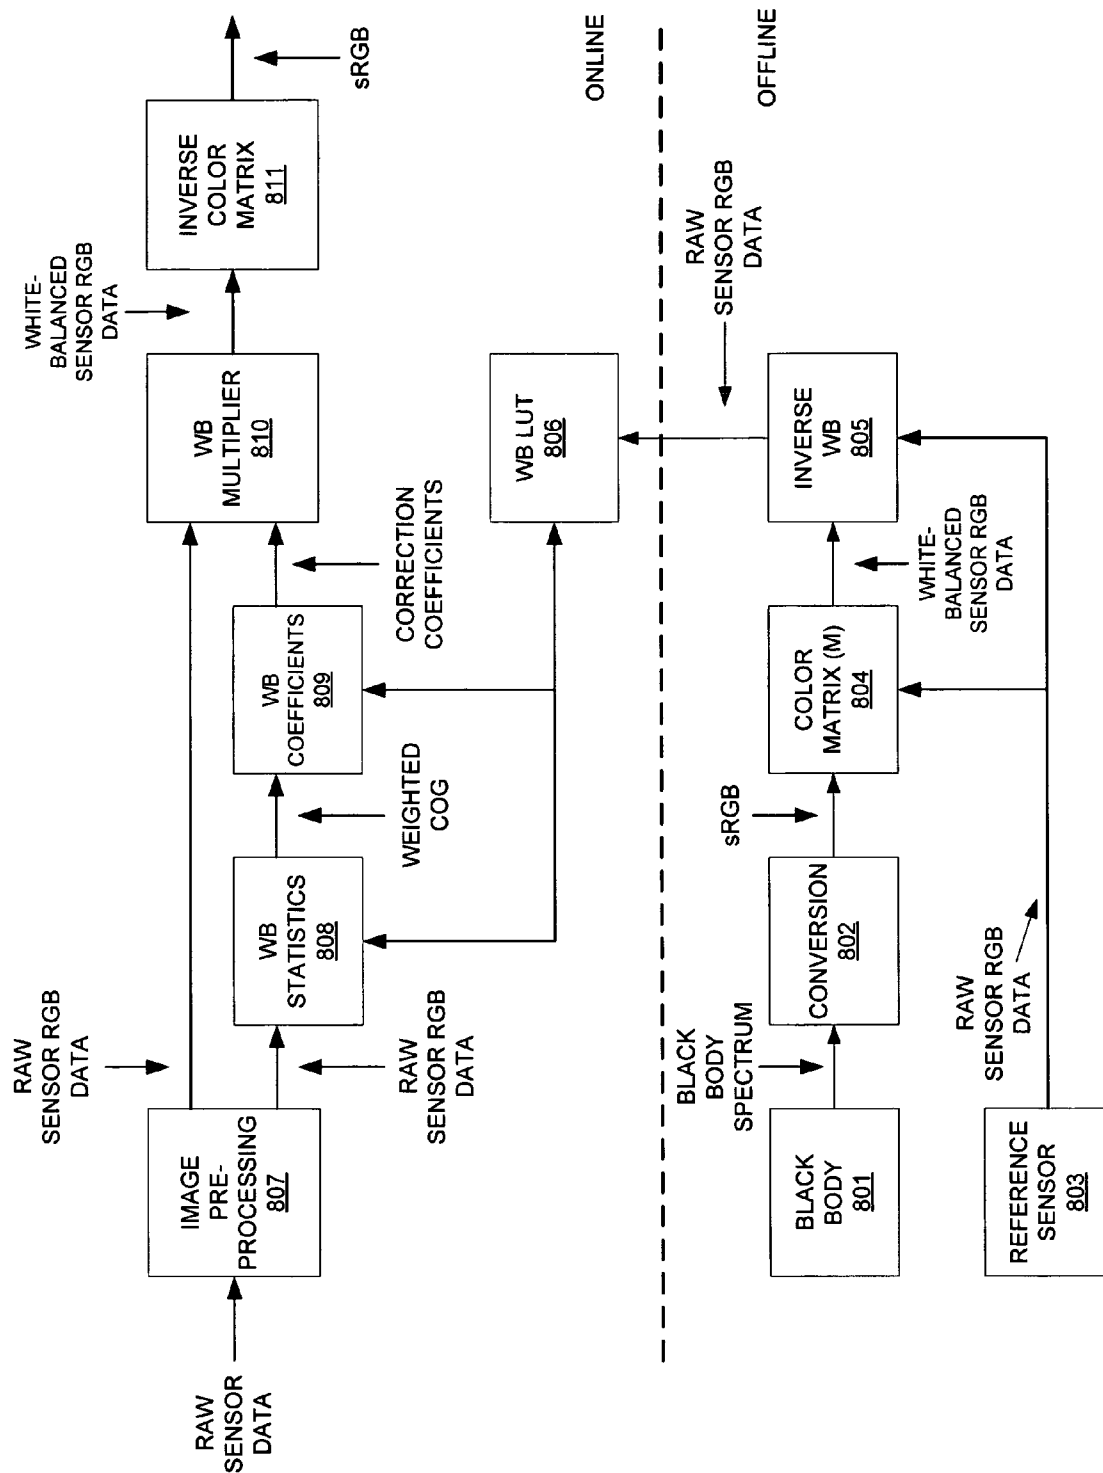 RAW
SENSOR
DATA
IMAGE
PRE-
PROCESSING
807
RAW
SENSOR RGB
DATA
RAW
SENSOR RGB
DATA
WB
STATISTICS
808
WEIGHTED
COG
WB
COEFFICIENTS
809
CORRECTION
COEFFICIENTS
WB
MULTIPLIER
810
WHITE-
BALANCED
SENSOR RGB
DATA
INVERSE
COLOR
MATRIX
811
sRGB
WB LUT
806
ONLINE
OFFLINE
BLACK
BODY
801
BLACK
BODY
SPECTRUM
CONVERSION
802
sRGB
COLOR
MATRIX (M)
804
WHITE-
BALANCED
SENSOR RGB
DATA
INVERSE
WB
805
RAW
SENSOR RGB
DATA
REFERENCE
SENSOR
803
RAW
SENSOR RGB
DATA